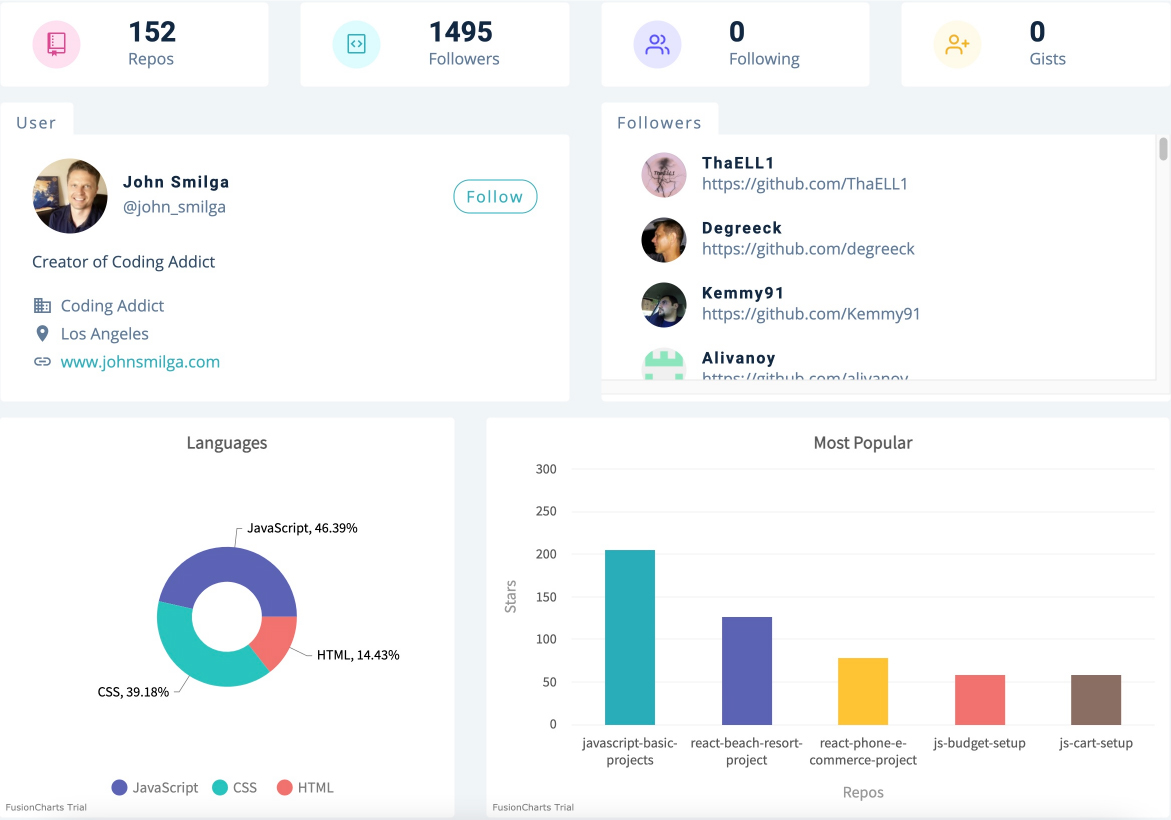 152
Repos
1495
Followers
0
Following
0
Gists
User
John Smilga
@john_smilga
Follow
Creator of Coding Addict
Coding Addict
Los Angeles
www.johnsmilga.com
Followers
ThaELL1
https://github.com/ThaELL1
Degreeck
https://github.com/degreeck
Kemmy91
https://github.com/Kemmy91
Alivanoy
https://github.com/alivanoy
Languages
JavaScript, 46.39%
HTML, 14.43%
CSS, 39.18%
JavaScript CSS HTML
FusionCharts Trial
Most Popular
300
250
200
150
100
50
0
Stars
javascript-basic-
projects
react-beach-resort-
project
react-phone-e-
commerce-project
js-budget-setup
js-cart-setup
Repos
FusionCharts Trial